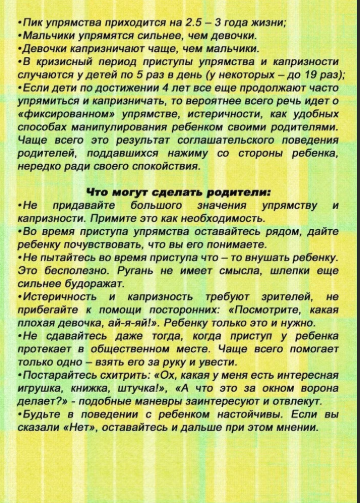 •Пик упрямства приходится на 2.5 – 3 года жизни;
•Мальчики упрямятся сильнее, чем девочки.
•Девочки капризничают чаще, чем мальчики.
•В кризисный период приступы упрямства и капризности
случаются у детей по 5 раз в день (у некоторых – до 19 раз);
•Если дети по достижении 4 лет все еще продолжают часто
упрямиться и капризничать, то вероятнее всего речь идет о
«фиксированном» упрямстве, истеричности, как удобных
способах манипулирования ребенком своими родителями.
Чаще всего это результат соглашательского поведения
родителей, поддавшихся нажиму со стороны ребенка,
нередко ради своего спокойствия.
Что могут сделать родители:
•Не придавайте большого значения упрямству и
капризности. Примите это как необходимость.
•Во время приступа упрямства оставайтесь рядом, дайте
ребенку почувствовать, что вы его понимаете.
•Не пытайтесь во время приступа что – то внушать ребенку.
Это бесполезно. Ругань не имеет смысла, шлепки еще
сильнее будоражат.
•Истеричность и капризность требуют зрителей, не
прибегайте к помощи посторонних: «Посмотрите, какая
плохая девочка, ай-я-яй!». Ребенку только это и нужно.
•Не сдавайтесь даже тогда, когда приступ у ребенка
протекает в общественном месте. Чаще всего помогает
только одно – взять его за руку и увести.
•Постарайтесь схитрить: «Ох, какая у меня есть интересная
игрушка, книжка, штучка!», «А что это за окном ворона
делает?» - подобные маневры заинтересуют и отвлекут.
•Будьте в поведении с ребенком настойчивы. Если вы
сказали «Нет», оставайтесь и дальше при этом мнении.